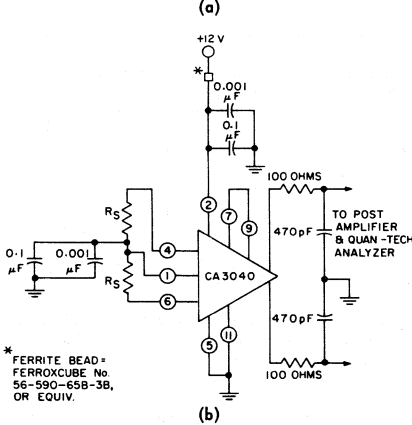 (a)
+12 V
*
0.001
μF
0.1
μF
100 OHMS
2
7
9
RS
4
TO POST
AMPLIFIER
& QUAN-TECH
ANALYZER
470pF
0.1
μF
0.001
μF
1
CA3040
RS
6
470pF
5
11
100 OHMS
*
FERRITE BEAD=
FERROXCUBE No.
56-590-65B-3B,
OR EQUIV.
(b)